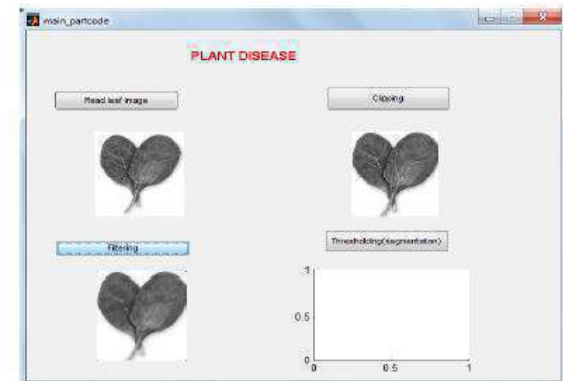 main_partcode
PLANT DISEASE
Read leaf image
Clipping
Filtering
Thresholding(segmentation)
1
0.5
0
0
0.5
1